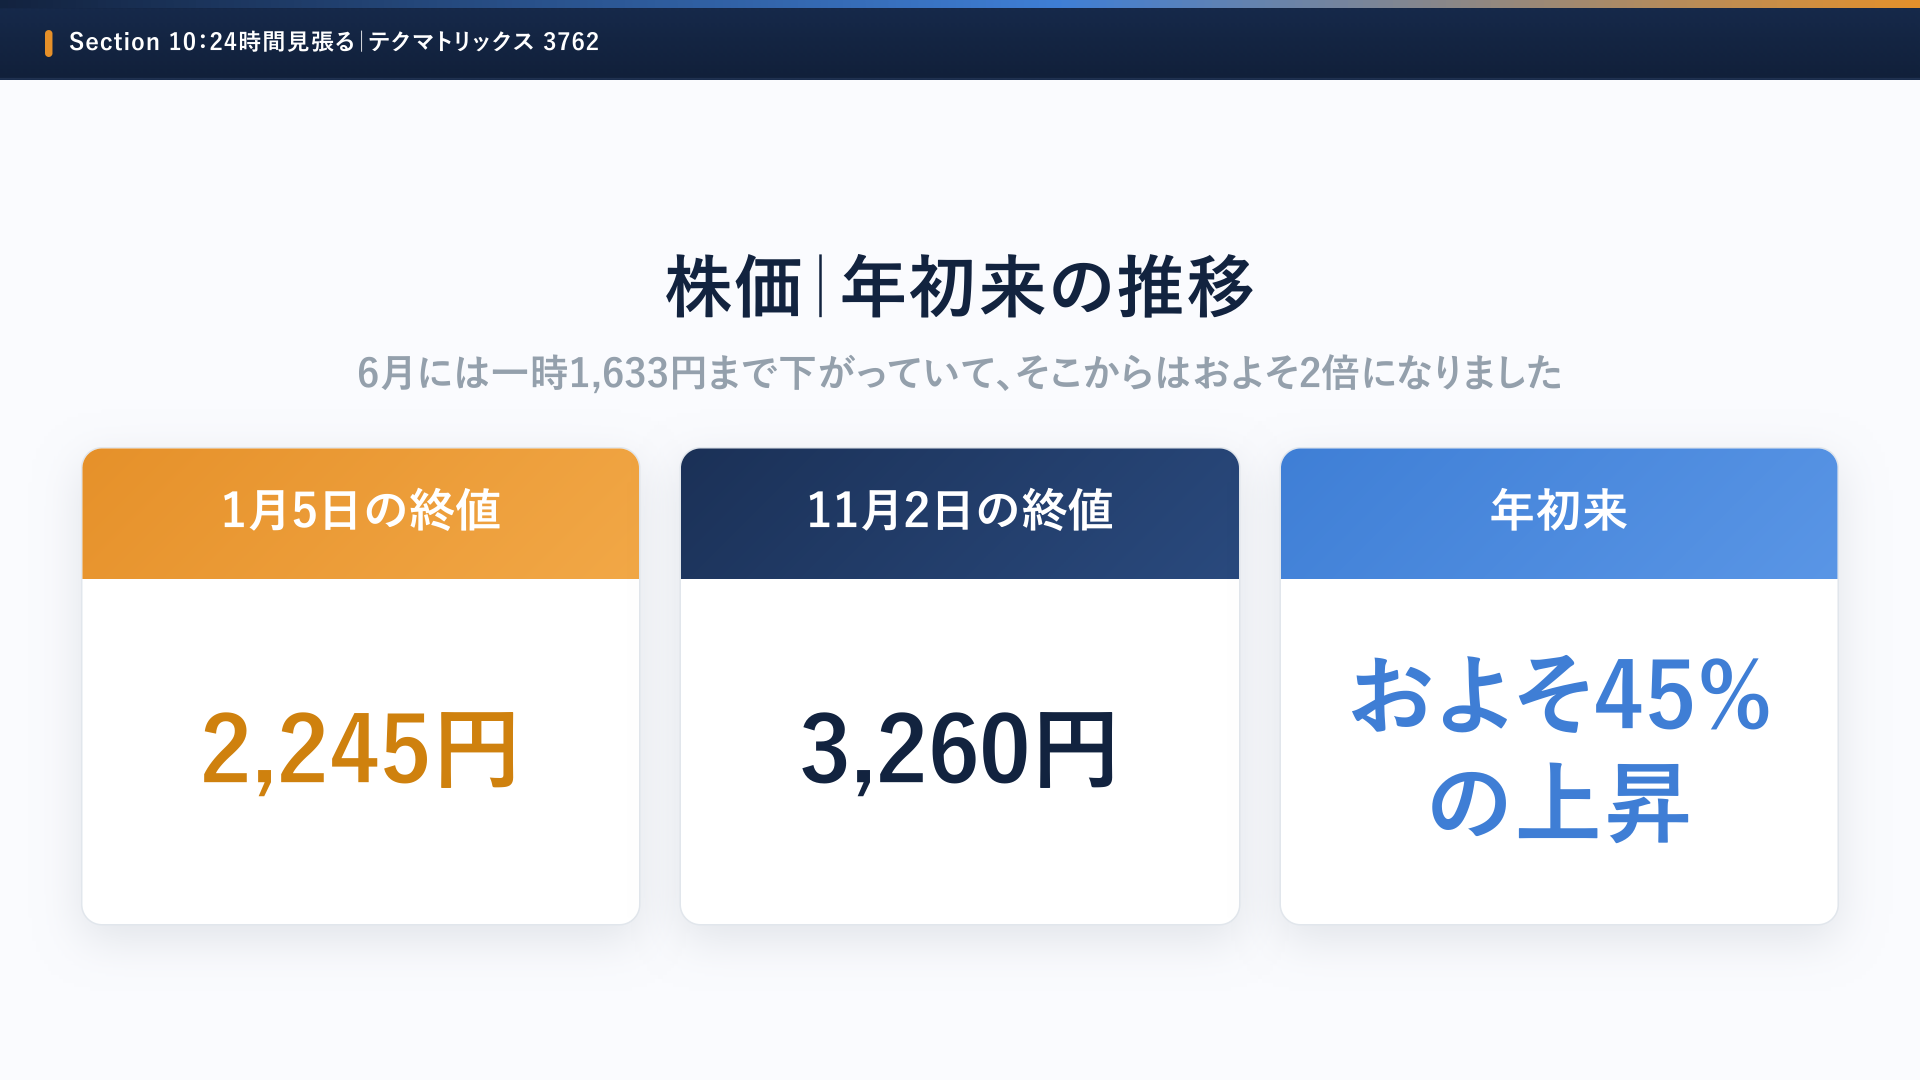 Section 10：24時間見張る｜テクマトリックス 3762
株価｜年初来の推移
6月には一時1,633円まで下がっていて、そこからはおよそ2倍になりました
1月5日の終値
2,245円
11月2日の終値
3,260円
年初来
およそ45%
の上昇